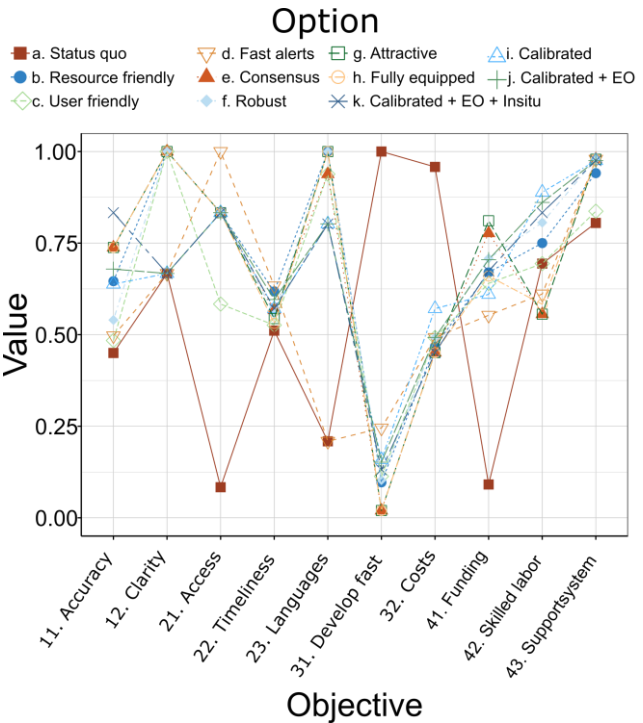 Option
a. Status quo d. Fast alerts g. Attractive i. Calibrated
b. Resource friendly e. Consensus h. Fully equipped j. Calibrated + EO
c. User friendly f. Robust k. Calibrated + EO + Insitu
Value
1.00
0.75
0.50
0.25
0.00
11. Accuracy
12. Clarity
21. Access
22. Timeliness
23. Languages
31. Develop fast
32. Costs
41. Funding
42. Skilled labor
43. Supportsystem
Objective